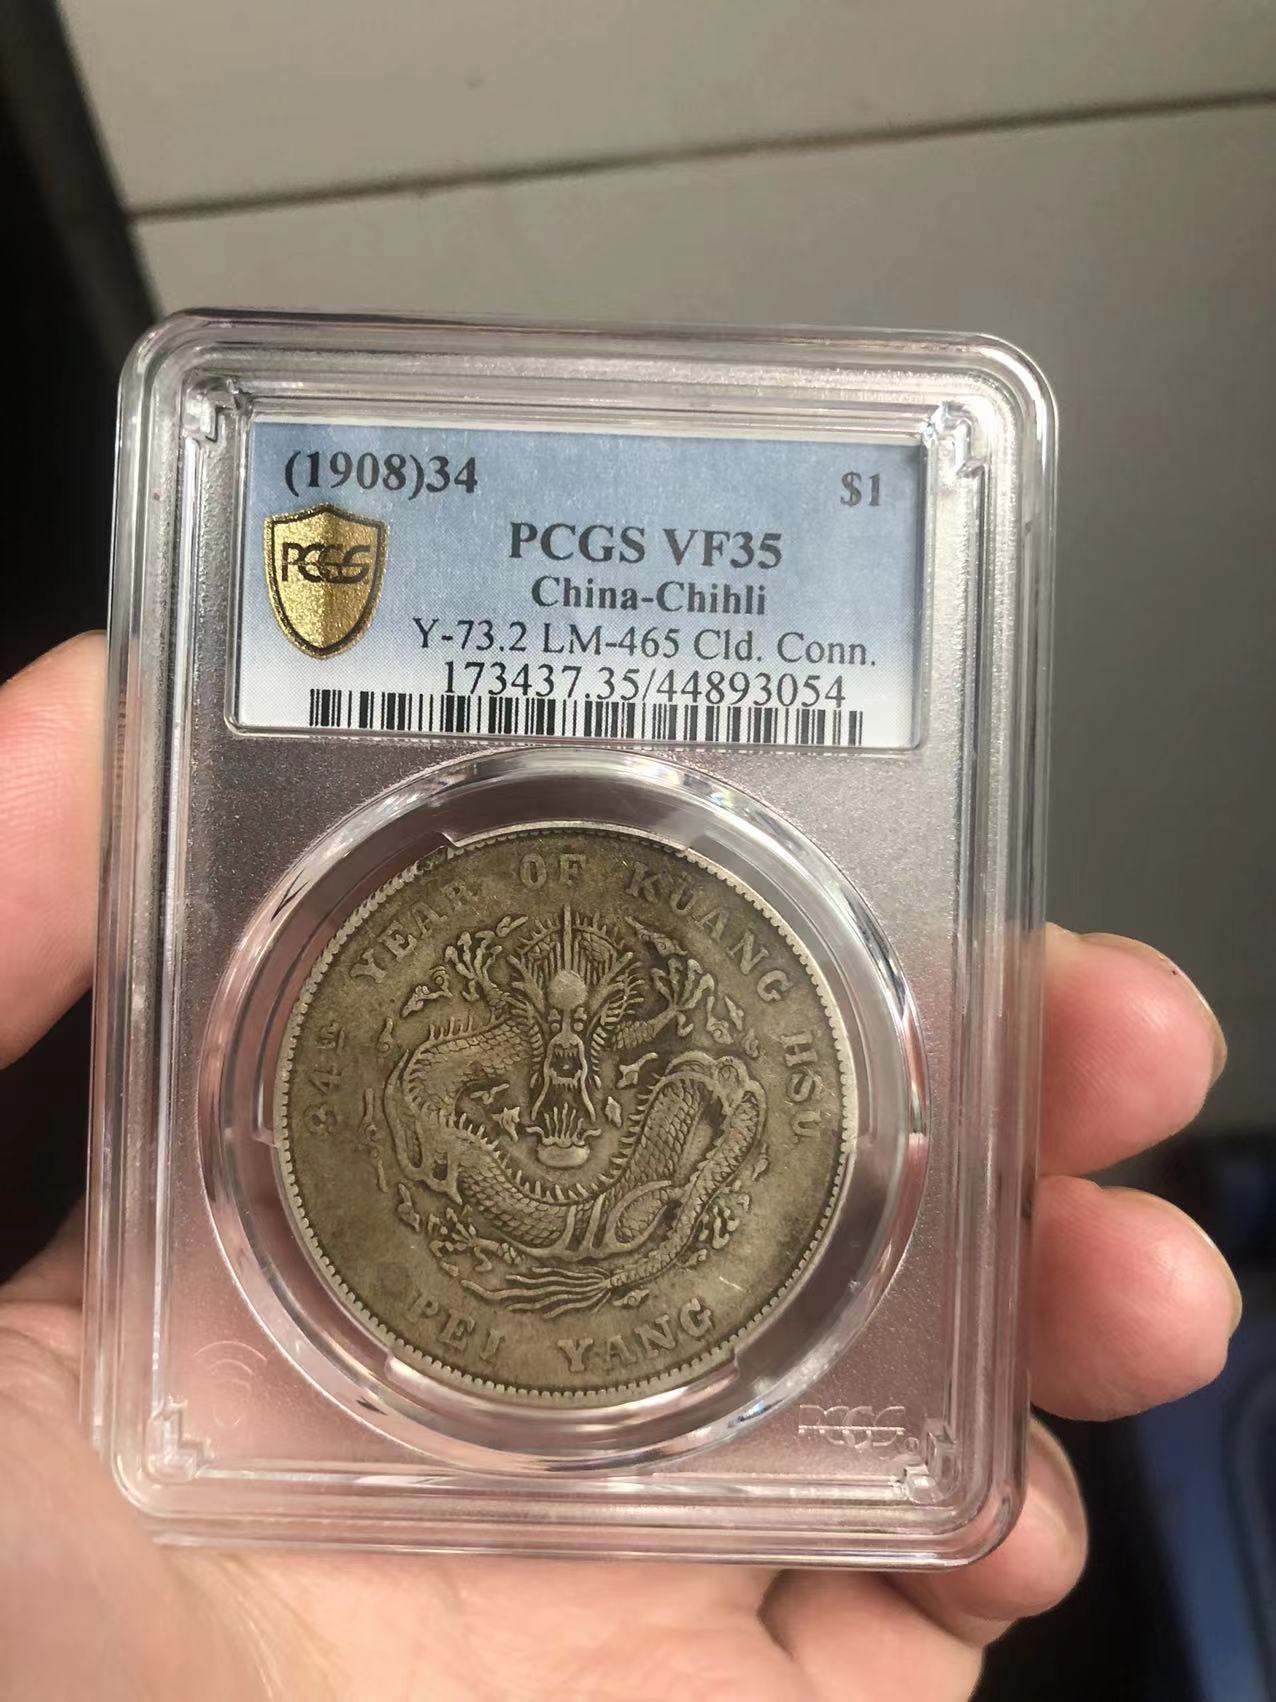 (1908)34 $1
PCGS
PCGS VF35
China-Chihli
Y-73.2 LM-465 Cld. Conn.
173437.35/44893054
34TH YEAR OF KUANG HSU
PEI YANG
PCGS